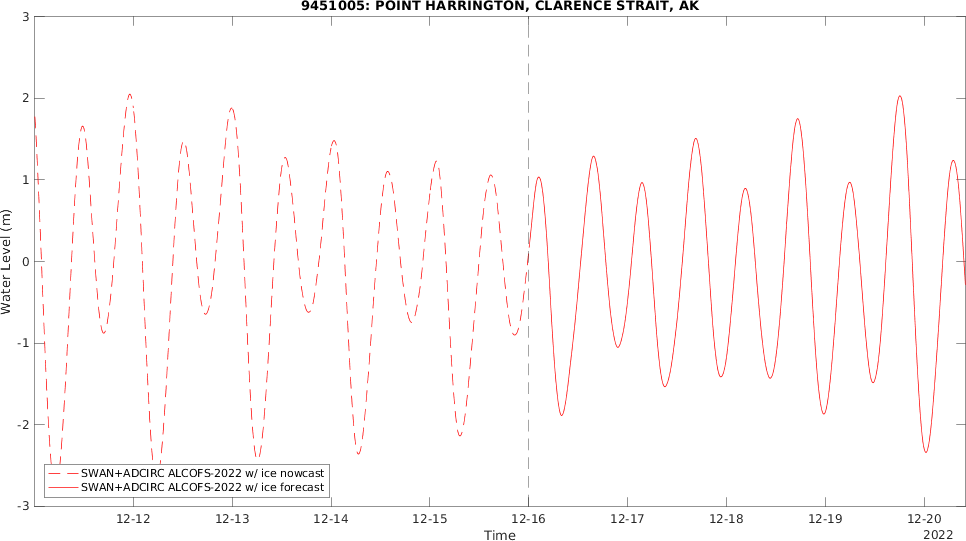 9451005: POINT HARRINGTON, CLARENCE STRAIT, AK
3
2
1
0
-1
-2
-3
Water Level (m)
SWAN+ADCIRC ALCOFS-2022 w/ ice nowcast
SWAN+ADCIRC ALCOFS-2022 w/ ice forecast
12-12 12-13 12-14 12-15 12-16 12-17 12-18 12-19 12-20
Time
2022